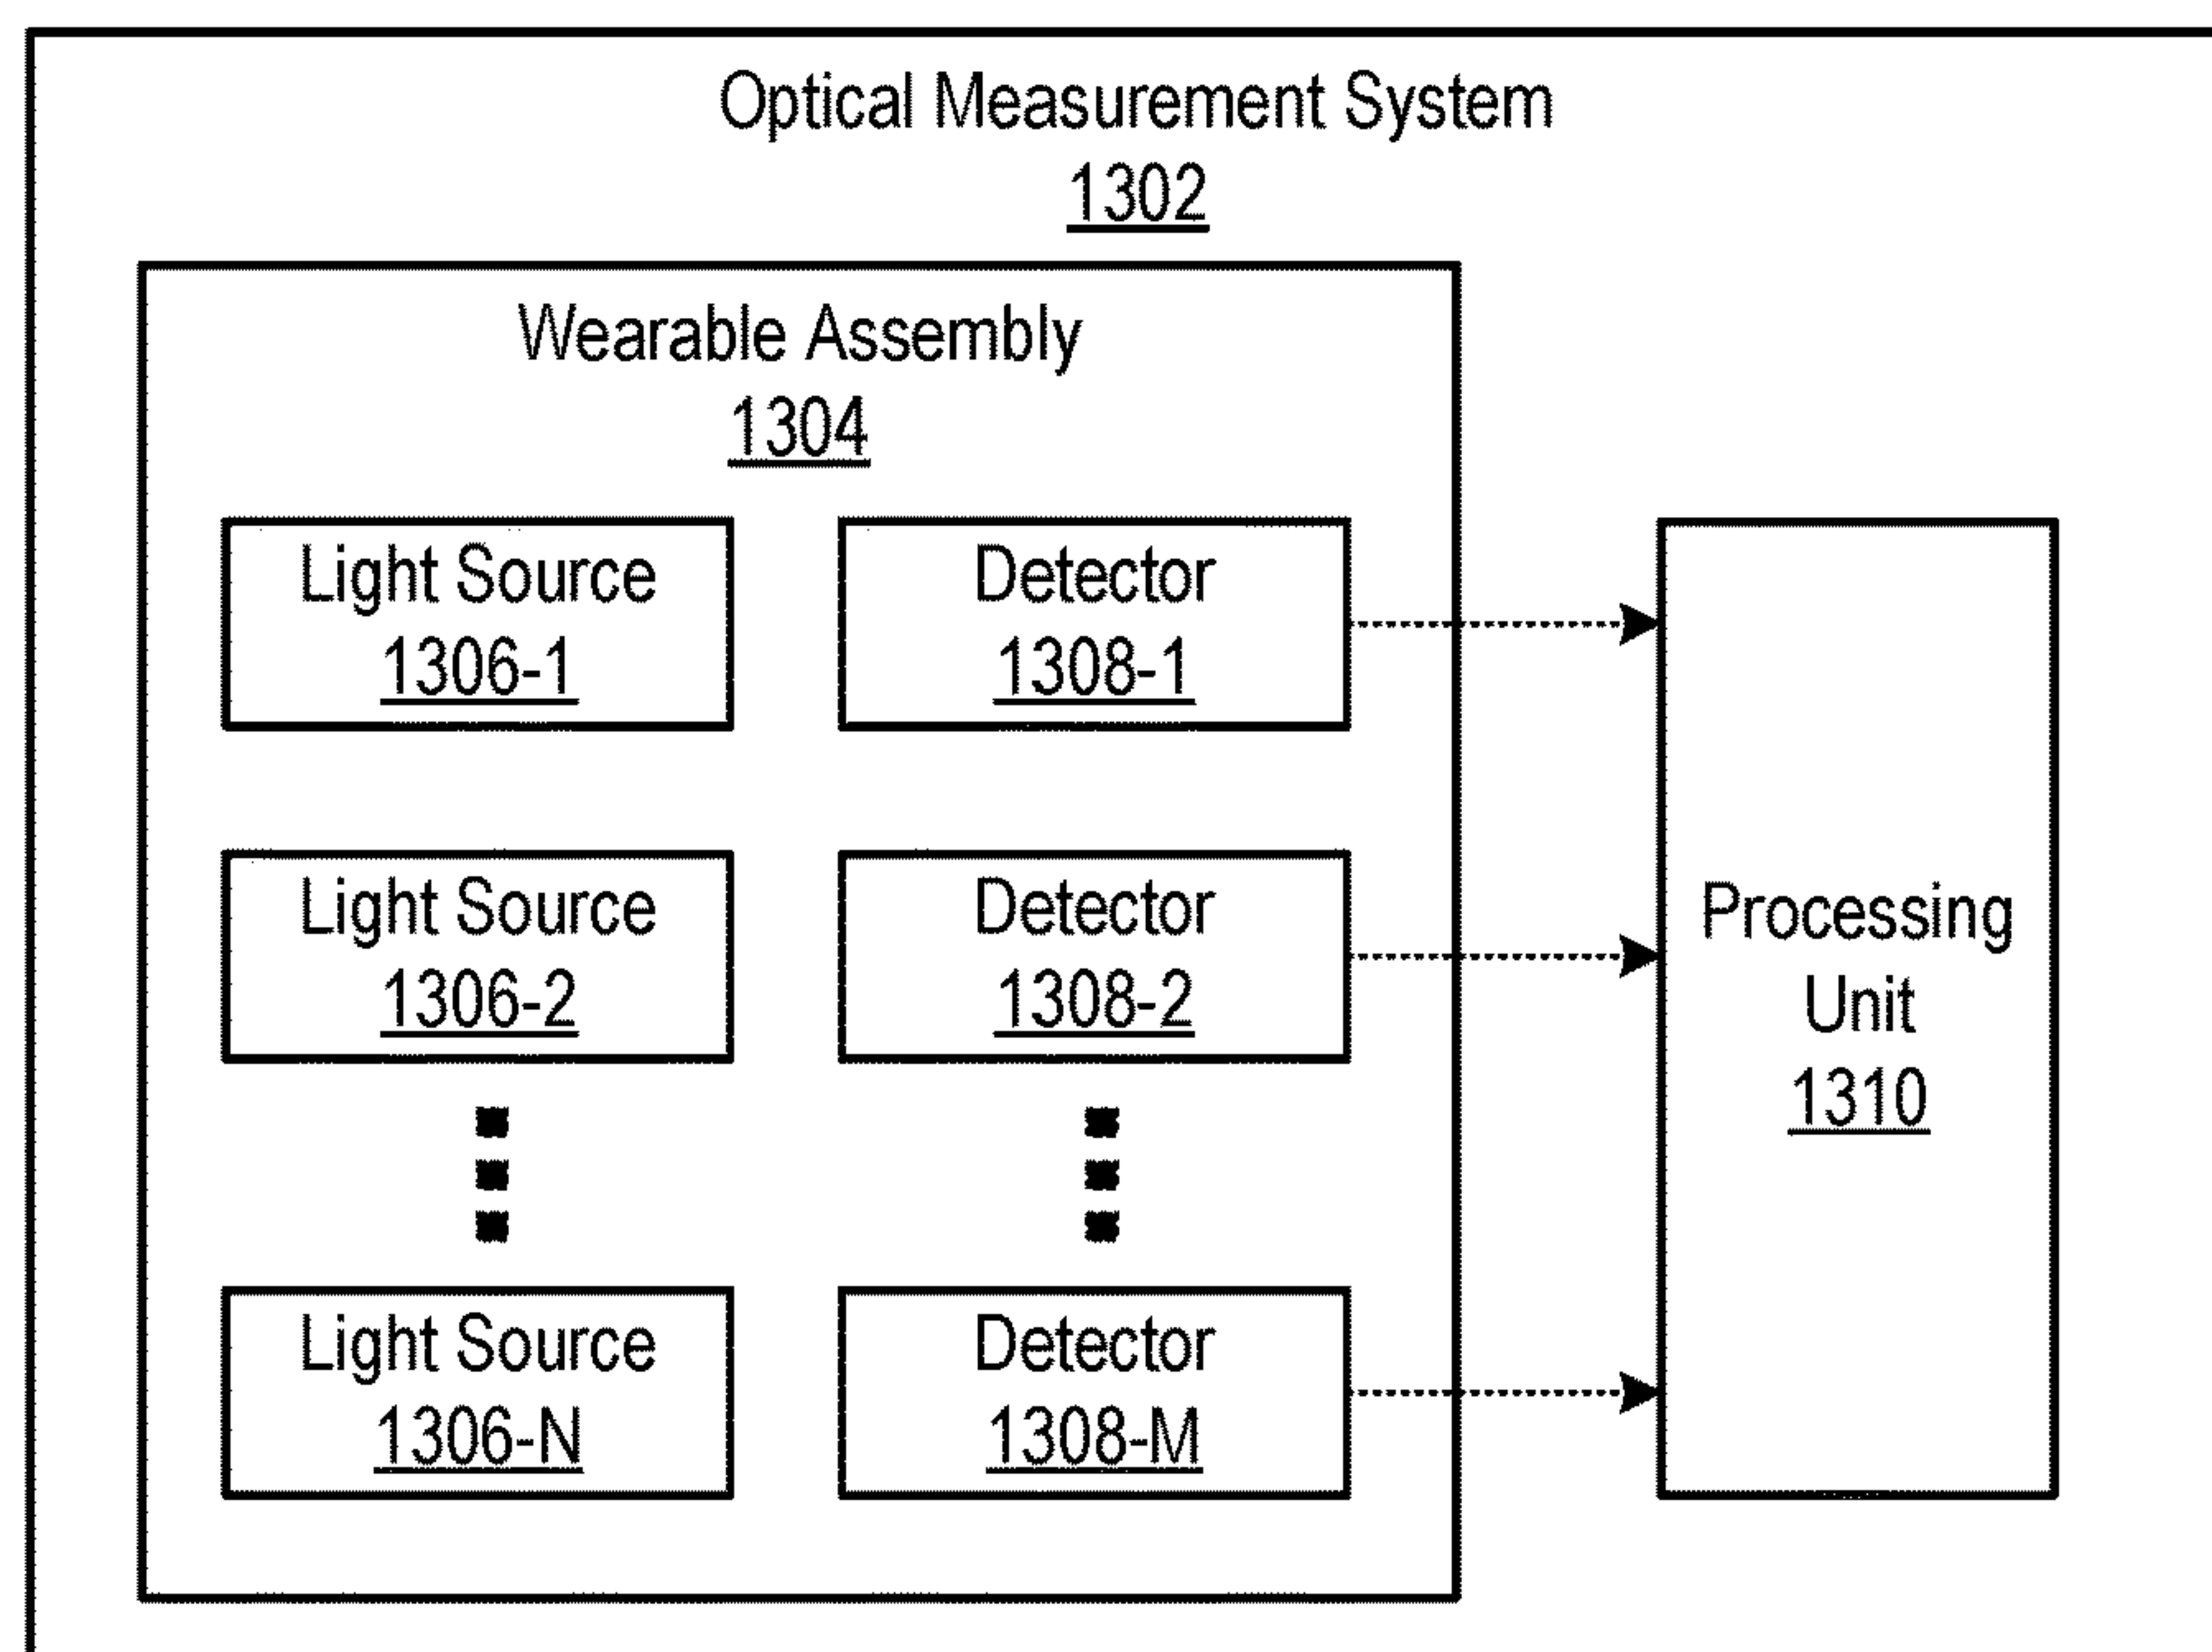 Optical Measurement System
1302
Wearable Assembly
1304
Light Source
1306-1
Detector
1308-1
Light Source
1306-2
Detector
1308-2
Light Source
1306-N
Detector
1308-M
Processing
Unit
1310